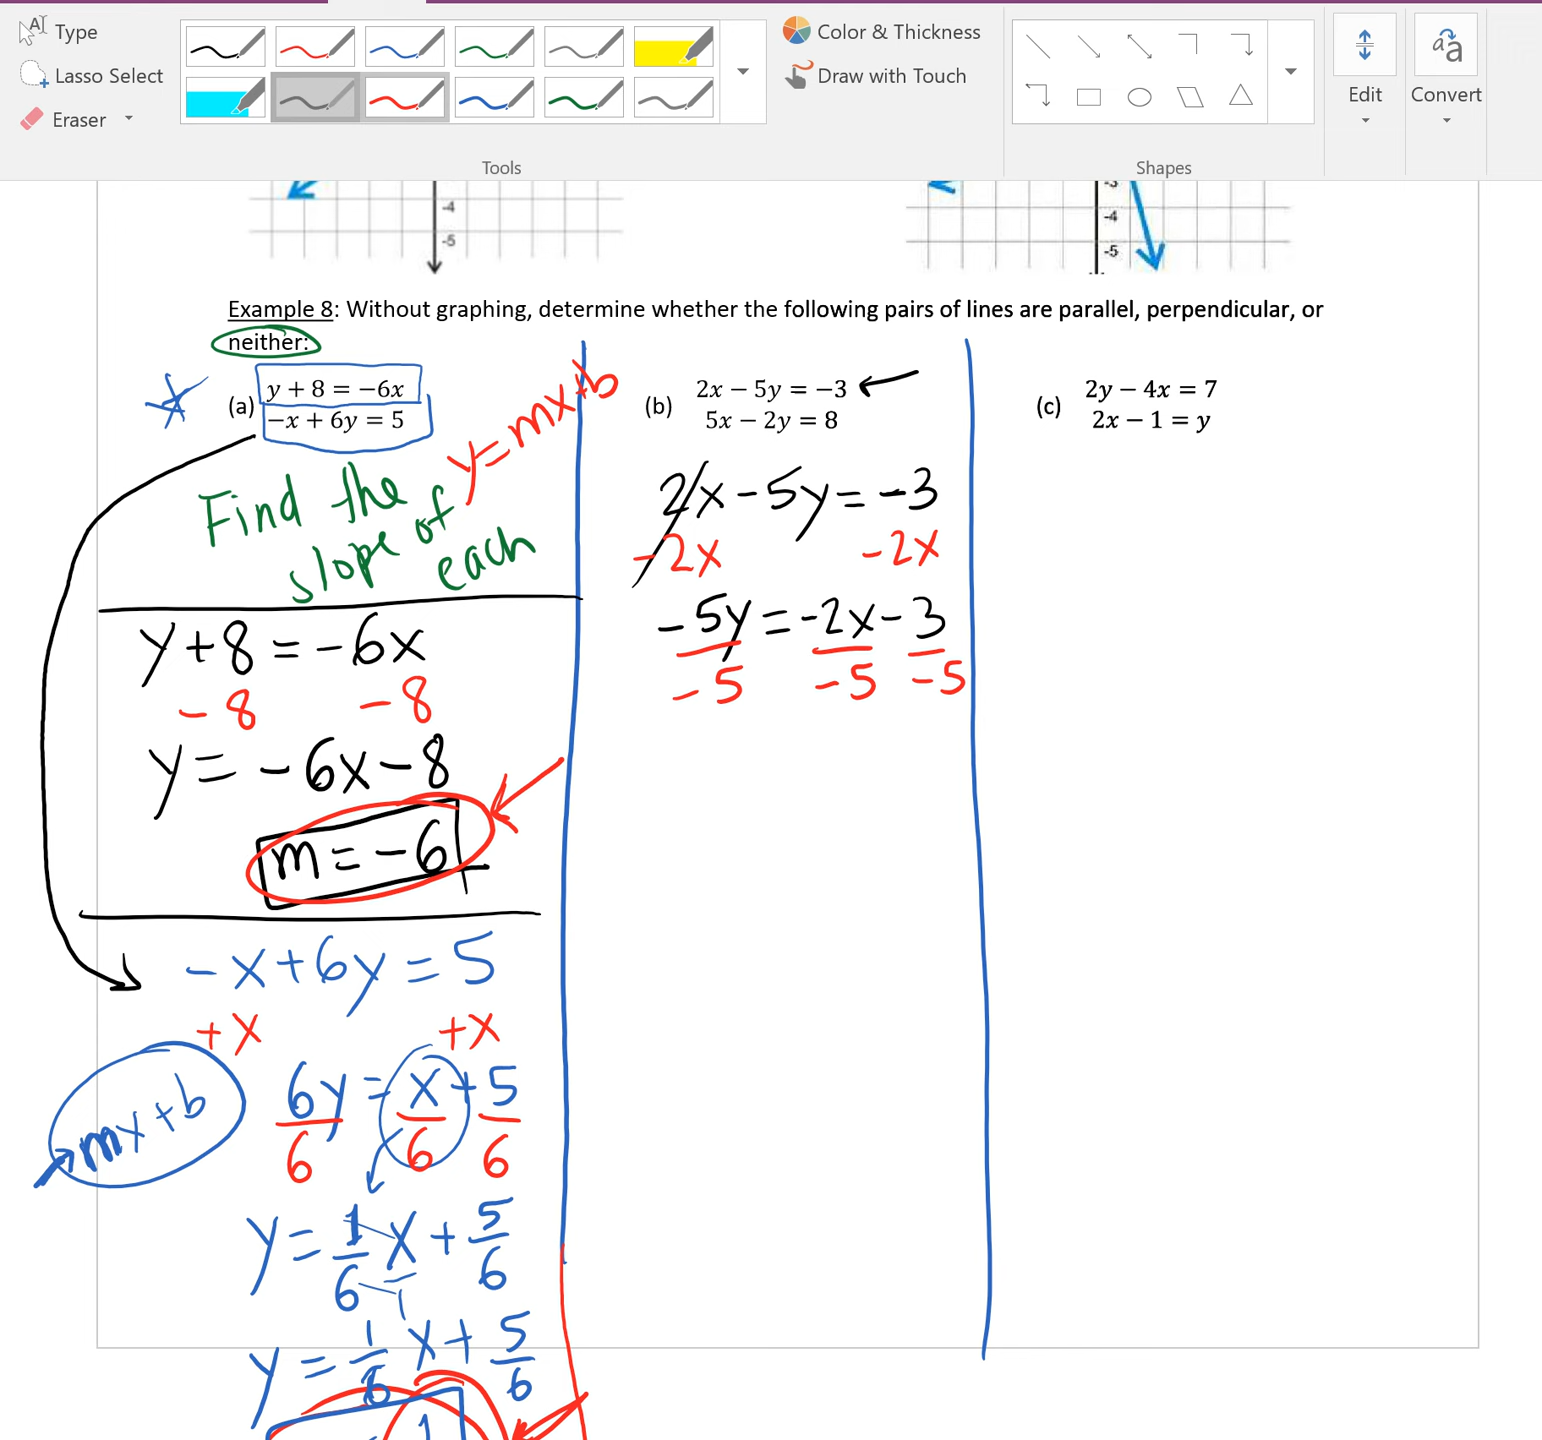 Type
Lasso Select
Eraser
Tools
Color & Thickness
Draw with Touch
Shapes
Edit
Convert
-4
-5
-3
-4
-5
Example 8: Without graphing, determine whether the following pairs of lines are parallel, perpendicular, or
neither:
(a) y + 8 = −6x
−x + 6y = 5
y = mx+b
Find the
slope of
each
y+8 = -6x
-8 -8
y = -6x-8
m = -6
-x+6y = 5
+x +x
mx+b
6y = x+5
6 6 6
y = 1/6 x/1 + 5/6
y = 1/6 x + 5/6
1
(b) 2x − 5y = −3
5x − 2y = 8
2x-5y = -3
-2x -2x
-5y = -2x-3
-5 -5 -5
(c) 2y − 4x = 7
2x − 1 = y